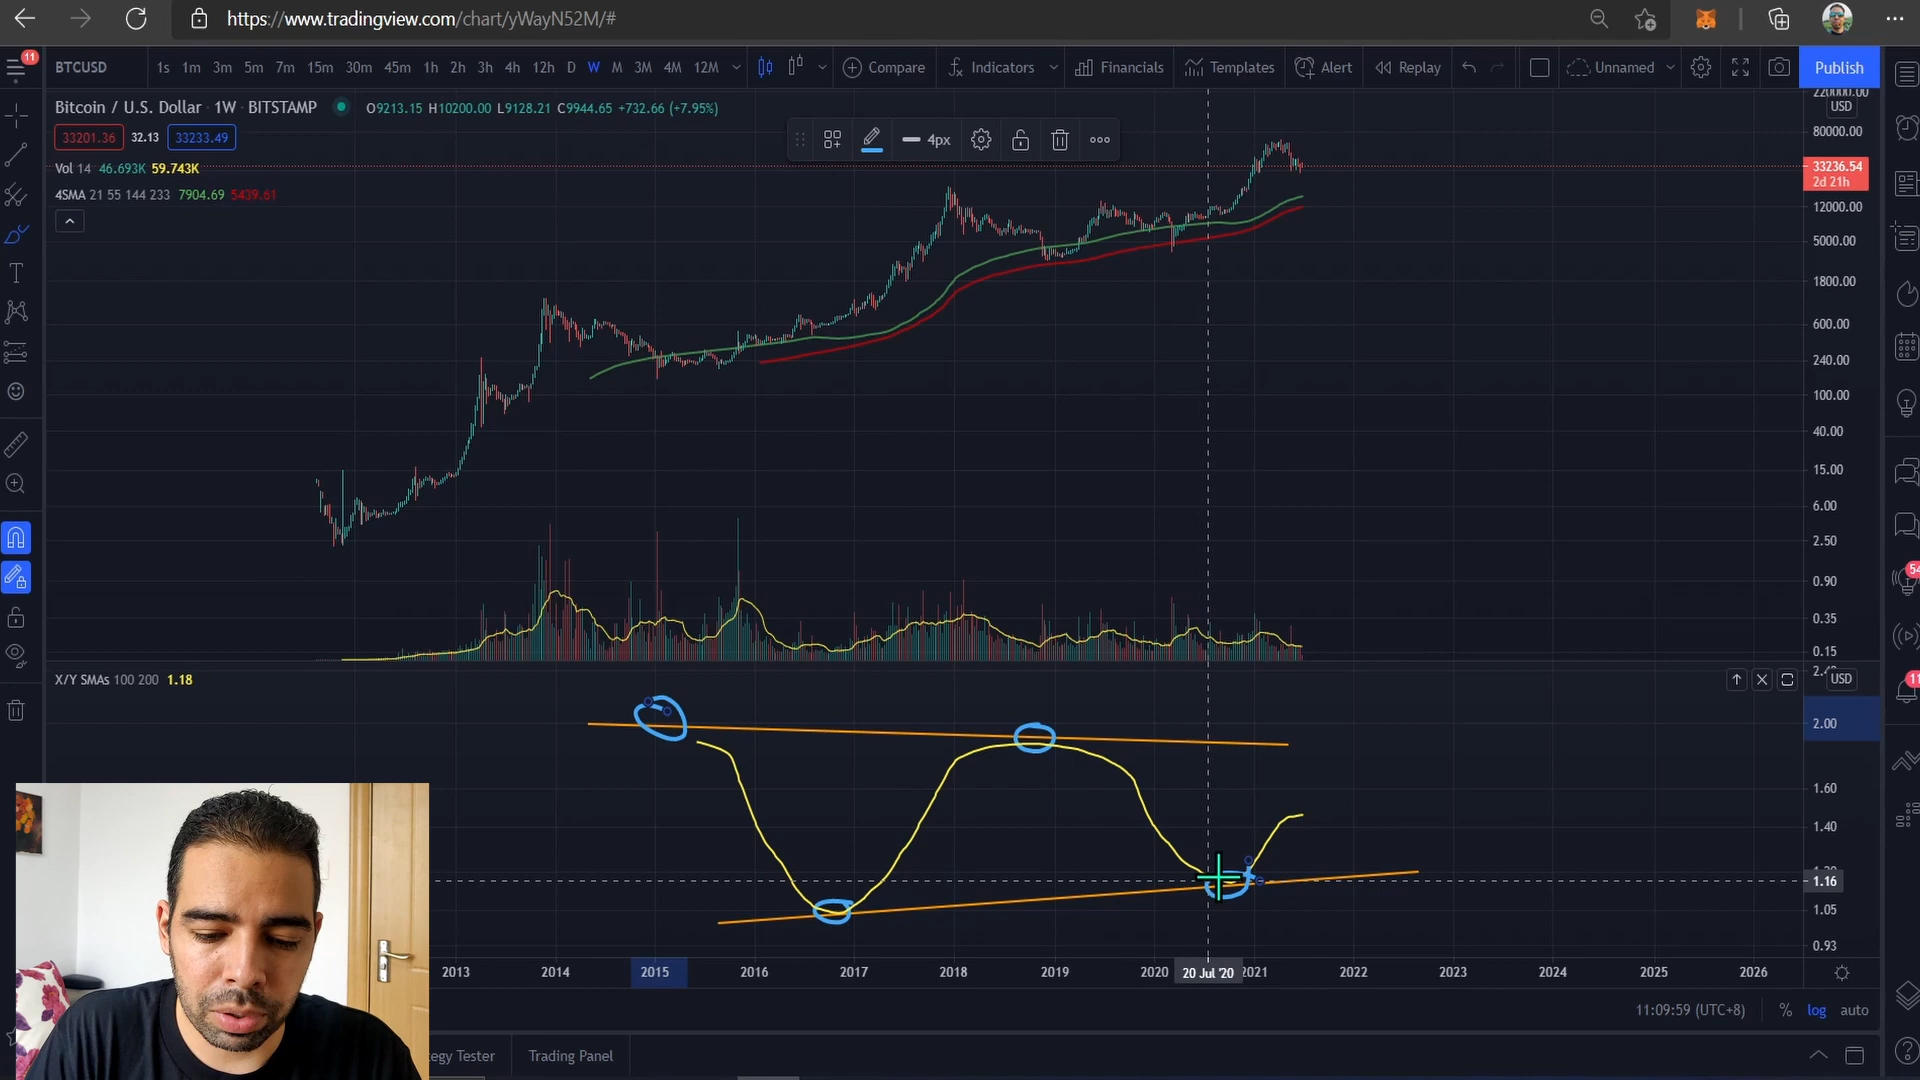 https://www.tradingview.com/chart/yWayN52M/#
11
BTCUSD 1s 1m 3m 5m 7m 15m 30m 45m 1h 2h 3h 4h 12h D W M 3M 4M 12M Compare Indicators Financials Templates Alert Replay Unnamed Publish
Bitcoin / U.S. Dollar 1W BITSTAMP O9213.15 H10200.00 L9128.21 C9944.65 +732.66 (+7.95%)
33201.36 32.13 33233.49
Vol 14 46.693K 59.743K
4SMA 21 55 144 233 7904.69 5439.61
4px
220000.00
USD
80000.00
33236.54
2d 21h
12000.00
5000.00
1800.00
600.00
240.00
100.00
40.00
15.00
6.00
2.50
0.90
0.35
0.15
54
11
X/Y SMAs 100 200 1.18
USD
2.00
1.60
1.40
1.16
1.05
0.93
2013 2014 2015 2016 2017 2018 2019 2020 20 Jul '20 2021 2022 2023 2024 2025 2026
11:09:59 (UTC+8) % log auto
tegy Tester Trading Panel